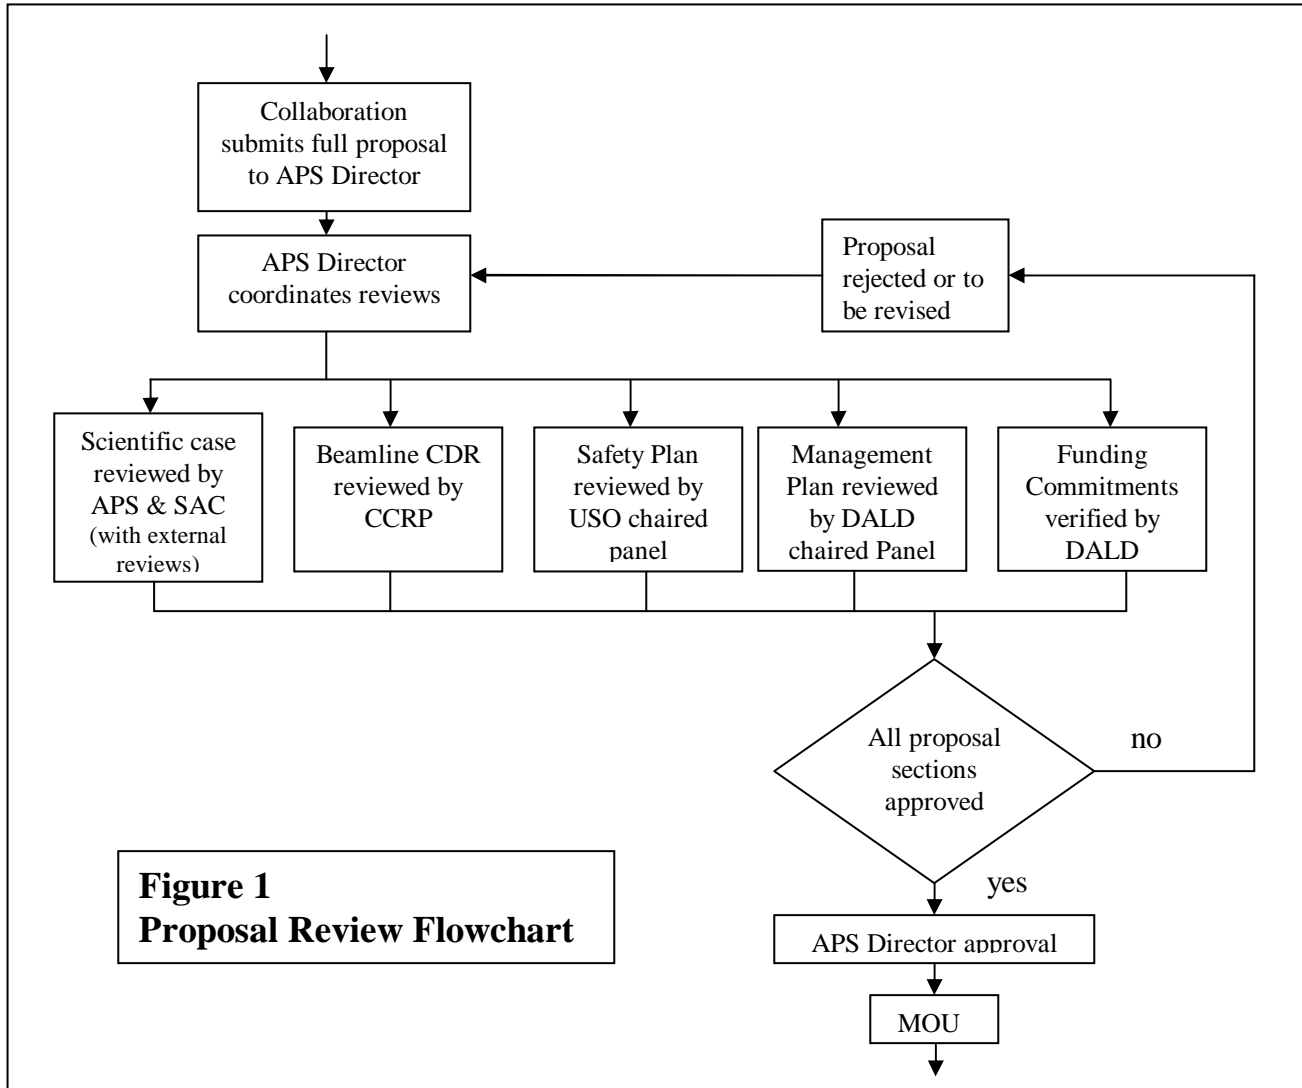 Collaboration
submits full proposal
to APS Director
APS Director
coordinates reviews
Proposal
rejected or to
be revised
Scientific case
reviewed by
APS & SAC
(with external
reviews)
Beamline CDR
reviewed by
CCRP
Safety Plan
reviewed by
USO chaired
panel
Management
Plan reviewed
by DALD
chaired Panel
Funding
Commitments
verified by
DALD
All proposal
sections
approved
no
yes
Figure 1
Proposal Review Flowchart
APS Director approval
MOU